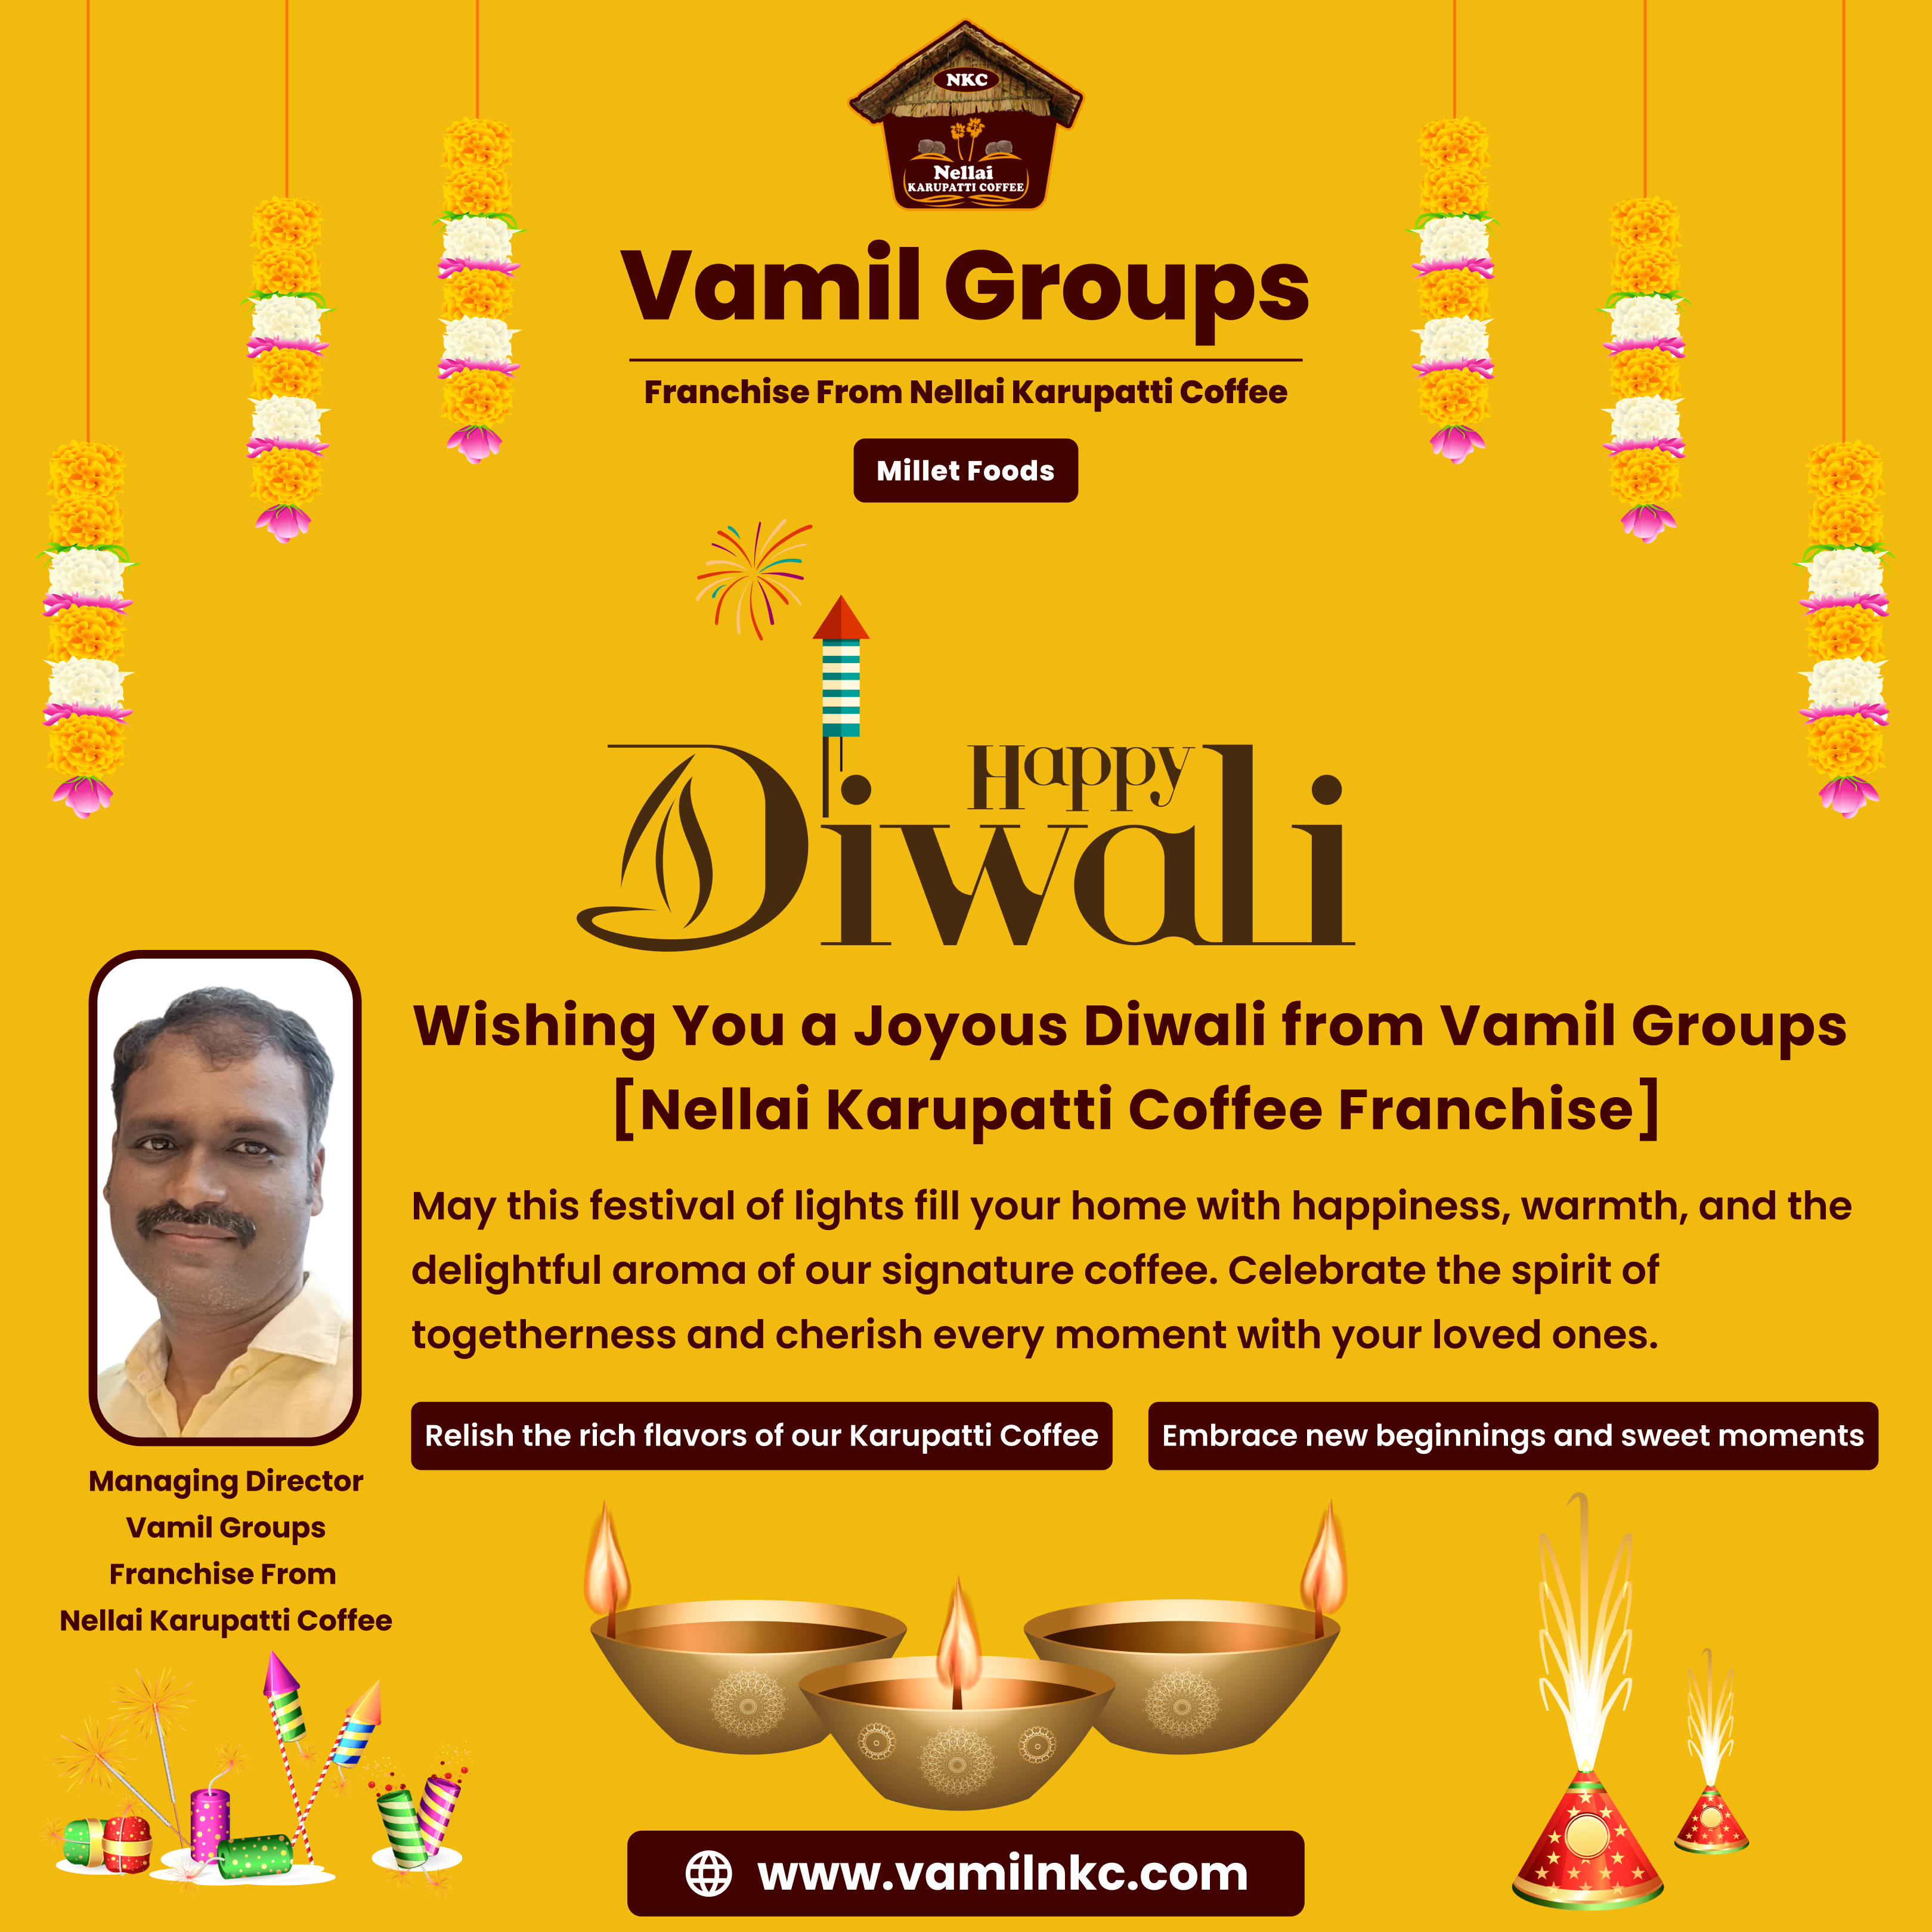 NKC
Nellai
KARUPATTI COFFEE
Vamil Groups
Franchise From Nellai Karupatti Coffee
Millet Foods
Happy
Diwali
Wishing You a Joyous Diwali from Vamil Groups
[Nellai Karupatti Coffee Franchise]
May this festival of lights fill your home with happiness, warmth, and the
delightful aroma of our signature coffee. Celebrate the spirit of
togetherness and cherish every moment with your loved ones.
Relish the rich flavors of our Karupatti Coffee
Embrace new beginnings and sweet moments
Managing Director
Vamil Groups
Franchise From
Nellai Karupatti Coffee
www.vamilnkc.com